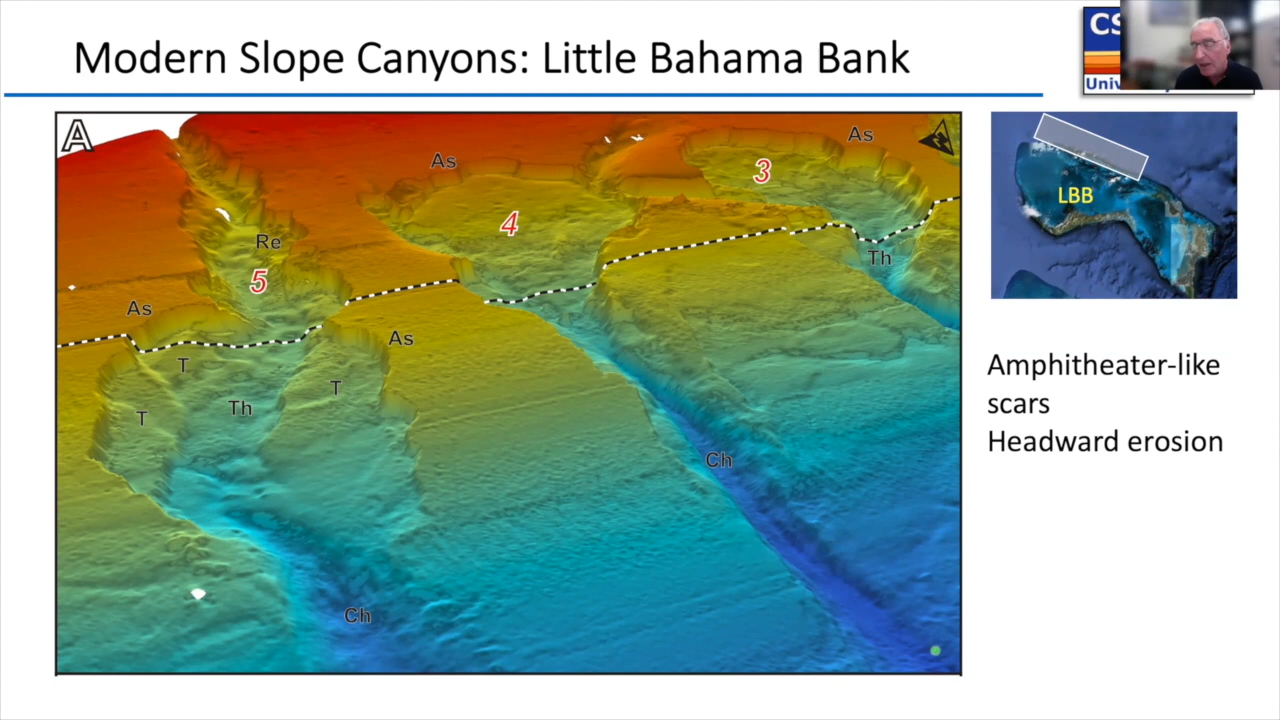 Modern Slope Canyons: Little Bahama Bank
CS
Univ
A
As
As
3
4
Re
5
Th
As
As
T
T
T
Th
Ch
Ch
LBB
Amphitheater-like
scars
Headward erosion